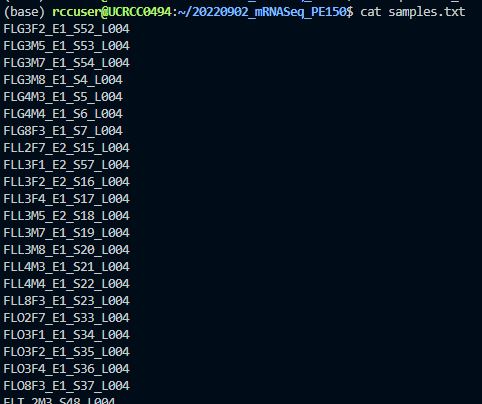 (base) rccuser@UCRCC0494:~/20220902_mRNASeq_PE150$ cat samples.txt
FLG3F2_E1_S52_L004
FLG3M5_E1_S53_L004
FLG3M7_E1_S54_L004
FLG3M8_E1_S4_L004
FLG4M3_E1_S5_L004
FLG4M4_E1_S6_L004
FLG8F3_E1_S7_L004
FLL2F7_E2_S15_L004
FLL3F1_E2_S57_L004
FLL3F2_E2_S16_L004
FLL3F4_E1_S17_L004
FLL3M5_E2_S18_L004
FLL3M7_E1_S19_L004
FLL3M8_E1_S20_L004
FLL4M3_E1_S21_L004
FLL4M4_E1_S22_L004
FLL8F3_E1_S23_L004
FLO2F7_E1_S33_L004
FLO3F1_E1_S34_L004
FLO3F2_E1_S35_L004
FLO3F4_E1_S36_L004
FLO8F3_E1_S37_L004